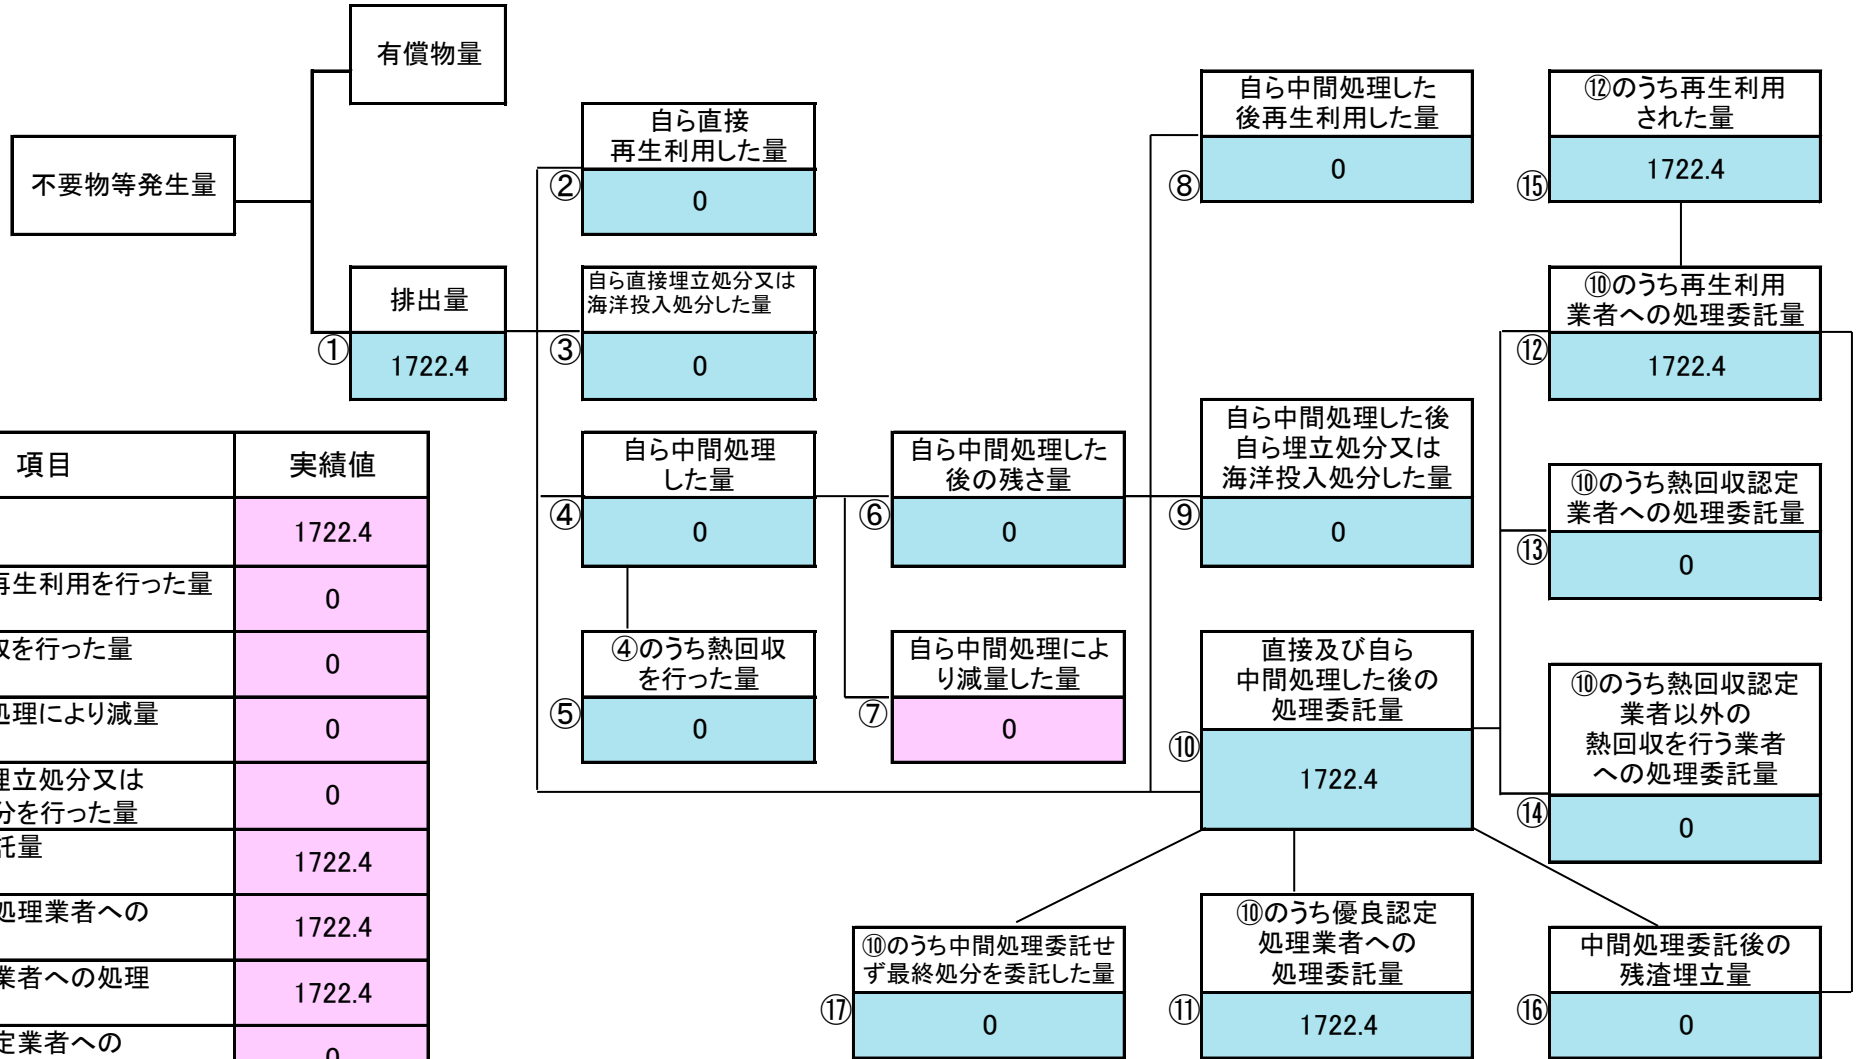 有償物量
不要物等発生量
排出量
①
1722.4
自ら直接
再生利用した量
②
0
自ら直接埋立処分又は
海洋投入処分した量
③
0
自ら中間処理
した量
④
0
④のうち熱回収
を行った量
⑤
0
自ら中間処理した
後の残さ量
⑥
0
自ら中間処理によ
り減量した量
⑦
0
自ら中間処理した
後再生利用した量
⑧
0
自ら中間処理した後
自ら埋立処分又は
海洋投入処分した量
⑨
0
直接及び自ら
中間処理した後の
処理委託量
⑩
1722.4
⑩のうち優良認定
処理業者への
処理委託量
⑪
1722.4
⑩のうち中間処理委託せ
ず最終処分を委託した量
⑰
0
⑫のうち再生利用
された量
⑮
1722.4
⑩のうち再生利用
業者への処理委託量
⑫
1722.4
⑩のうち熱回収認定
業者への処理委託量
⑬
0
⑩のうち熱回収認定
業者以外の
熱回収を行う業者
への処理委託量
⑭
0
中間処理委託後の
残渣埋立量
⑯
0
項目 実績値
1722.4
再生利用を行った量 0
収を行った量 0
処理により減量 0
埋立処分又は
分を行った量 0
託量 1722.4
処理業者への 1722.4
業者への処理 1722.4
定業者への 0